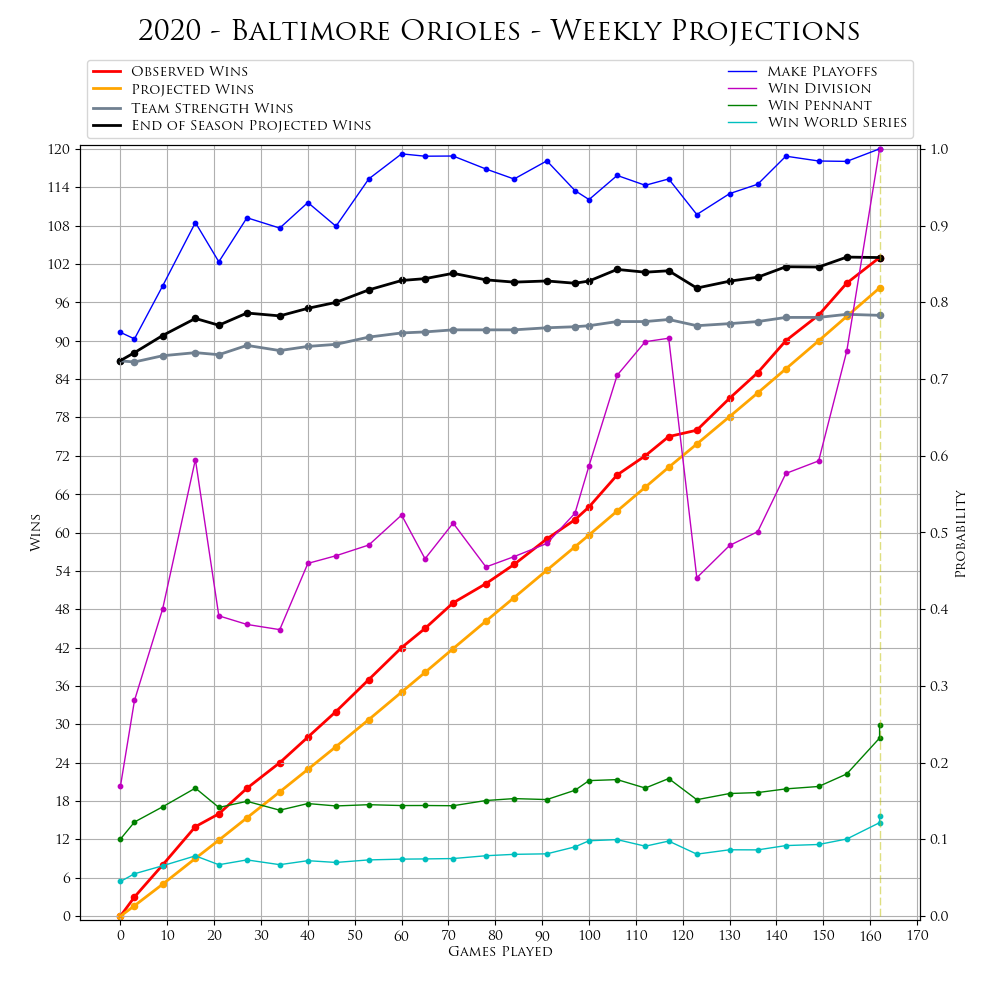 2020 - Baltimore Orioles - Weekly Projections
Observed Wins
Projected Wins
Team Strength Wins
End of Season Projected Wins
Make Playoffs
Win Division
Win Pennant
Win World Series
120
114
108
102
96
90
84
78
72
66
60
54
48
42
36
30
24
18
12
6
0
Wins
1.0
0.9
0.8
0.7
0.6
0.5
0.4
0.3
0.2
0.1
0.0
Probability
0 10 20 30 40 50 60 70 80 90 100 110 120 130 140 150 160 170
Games Played